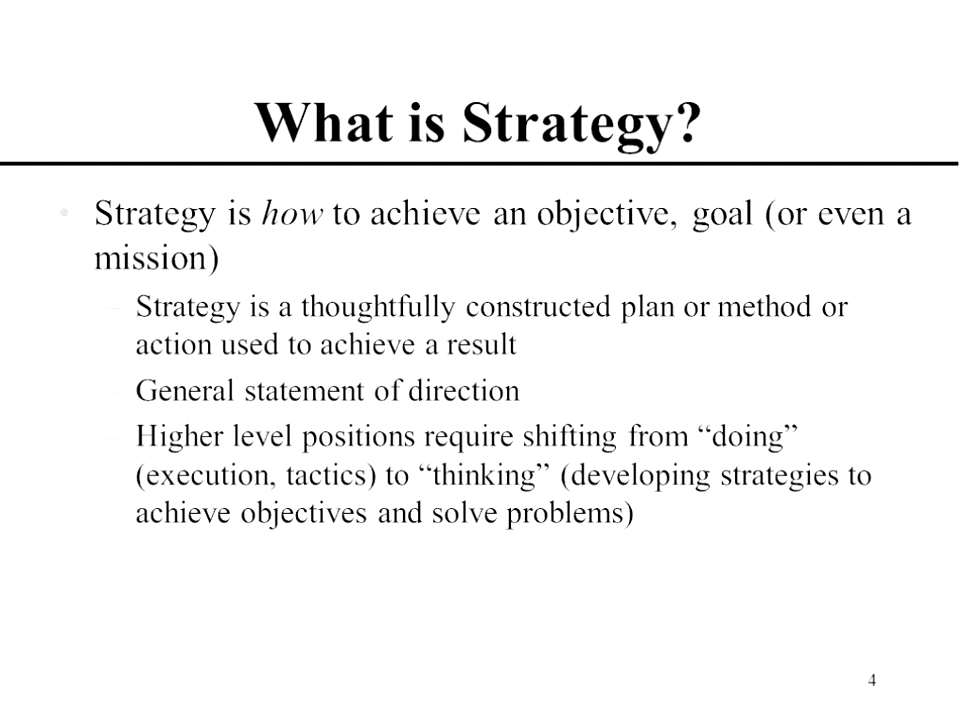 What is Strategy?
• Strategy is how to achieve an objective, goal (or even a
mission)
– Strategy is a thoughtfully constructed plan or method or
action used to achieve a result
– General statement of direction
– Higher level positions require shifting from “doing”
(execution, tactics) to “thinking” (developing strategies to
achieve objectives and solve problems)
4